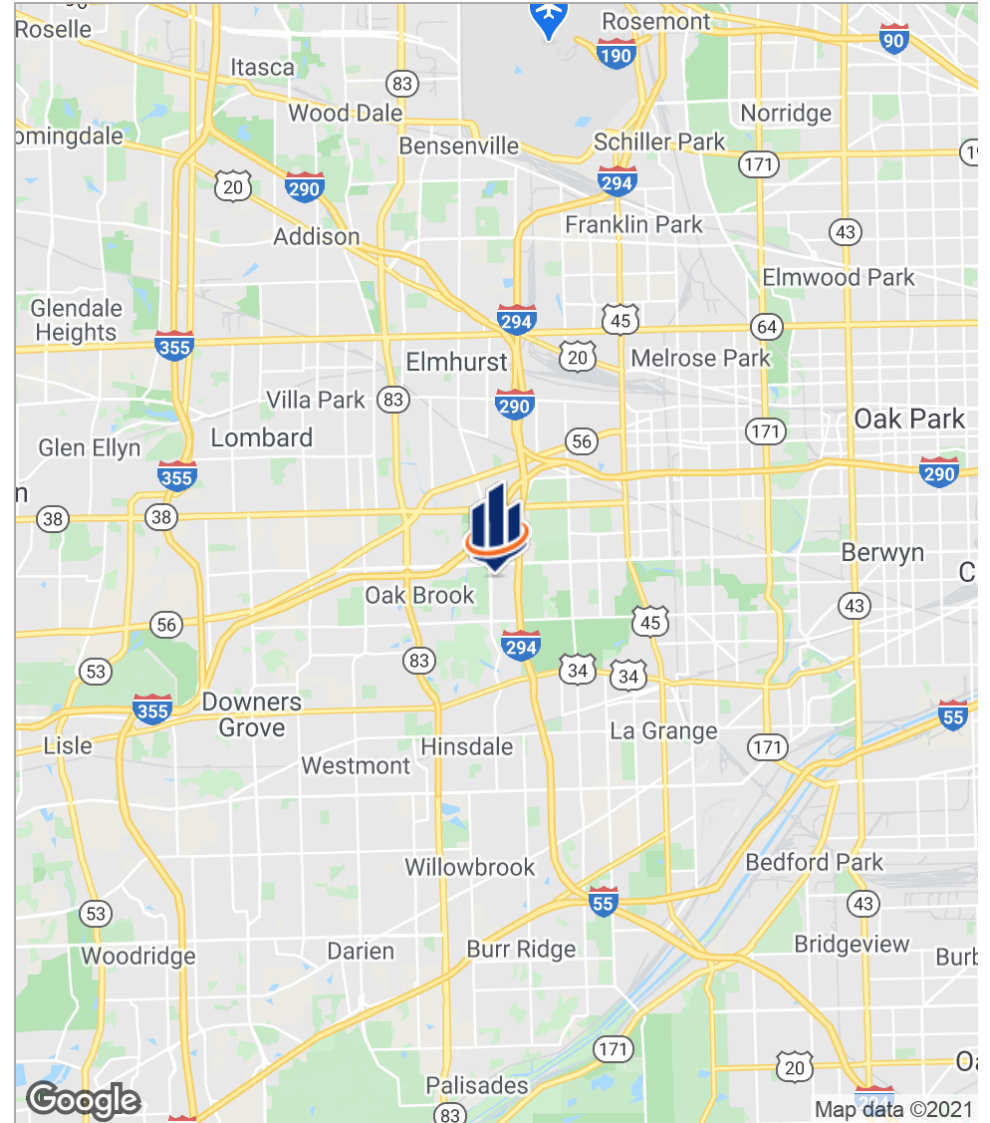 Roselle
Rosemont
90
190
Itasca
83
Wood Dale
Norridge
omingdale
Bensenville
Schiller Park
171
20
290
294
Franklin Park
Addison
43
Elmwood Park
Glendale
Heights
294
45
64
355
20
Elmhurst
Melrose Park
Villa Park
83
290
Oak Park
Lombard
56
171
Glen Ellyn
355
290
n
38
38
Berwyn
C
Oak Brook
43
56
45
294
83
53
34
34
Downers
Grove
355
55
La Grange
Lisle
Hinsdale
171
Westmont
Willowbrook
Bedford Park
55
43
53
Bridgeview
Woodridge
Darien
Burr Ridge
Burb
171
20
Oa
Palisades
83
294
Google
Map data ©2021